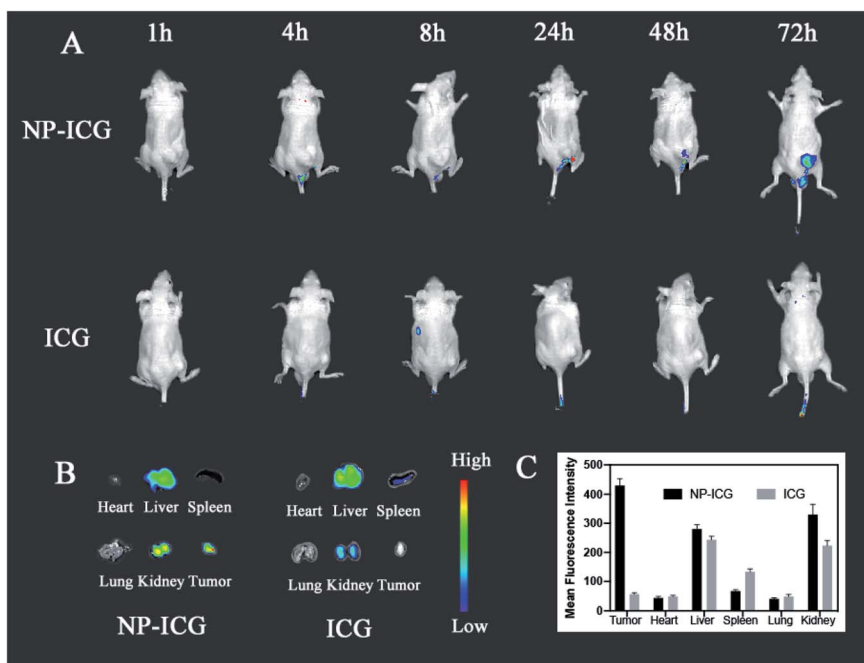 A
1h 4h 8h 24h 48h 72h
NP-ICG
ICG
B
Heart Liver Spleen
Lung Kidney Tumor
NP-ICG
Heart Liver Spleen
Lung Kidney Tumor
ICG
High
Low
C
Mean Fluorescence Intensity
500
400
300
200
100
0
NP-ICG ICG
Tumor Heart Liver Spleen Lung Kidney